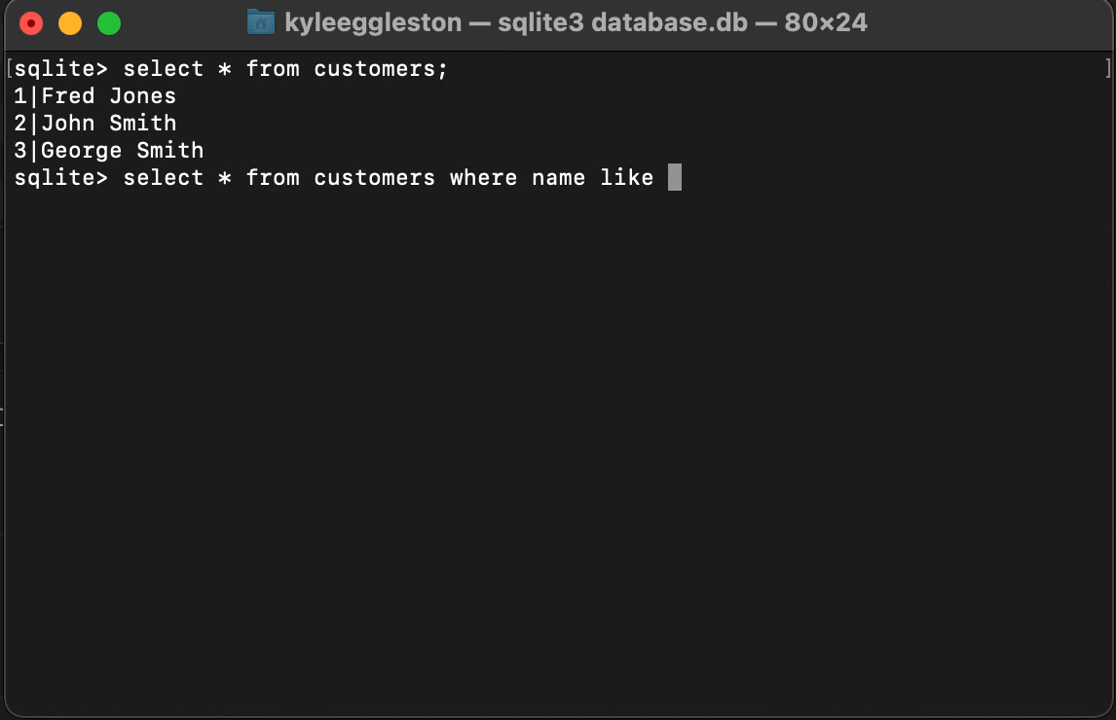 kyleeggleston — sqlite3 database.db — 80×24
[sqlite> select * from customers;]
1|Fred Jones
2|John Smith
3|George Smith
sqlite> select * from customers where name like